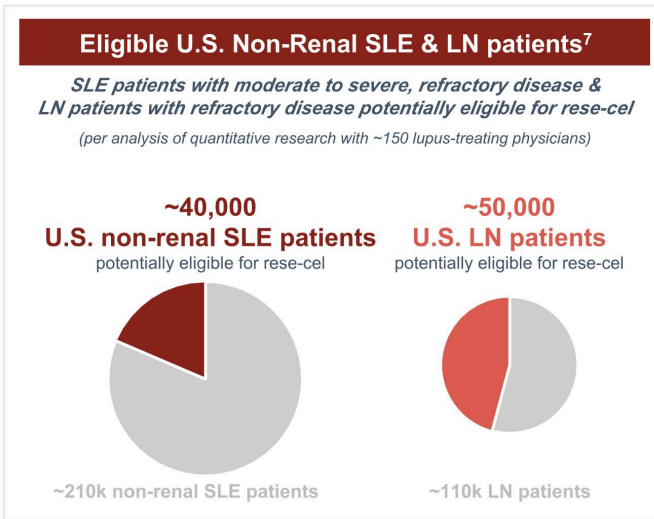 Eligible U.S. Non-Renal SLE & LN patients⁷
SLE patients with moderate to severe, refractory disease &
LN patients with refractory disease potentially eligible for rese-cel
(per analysis of quantitative research with ~150 lupus-treating physicians)
~40,000
U.S. non-renal SLE patients
potentially eligible for rese-cel
~50,000
U.S. LN patients
potentially eligible for rese-cel
~210k non-renal SLE patients
~110k LN patients